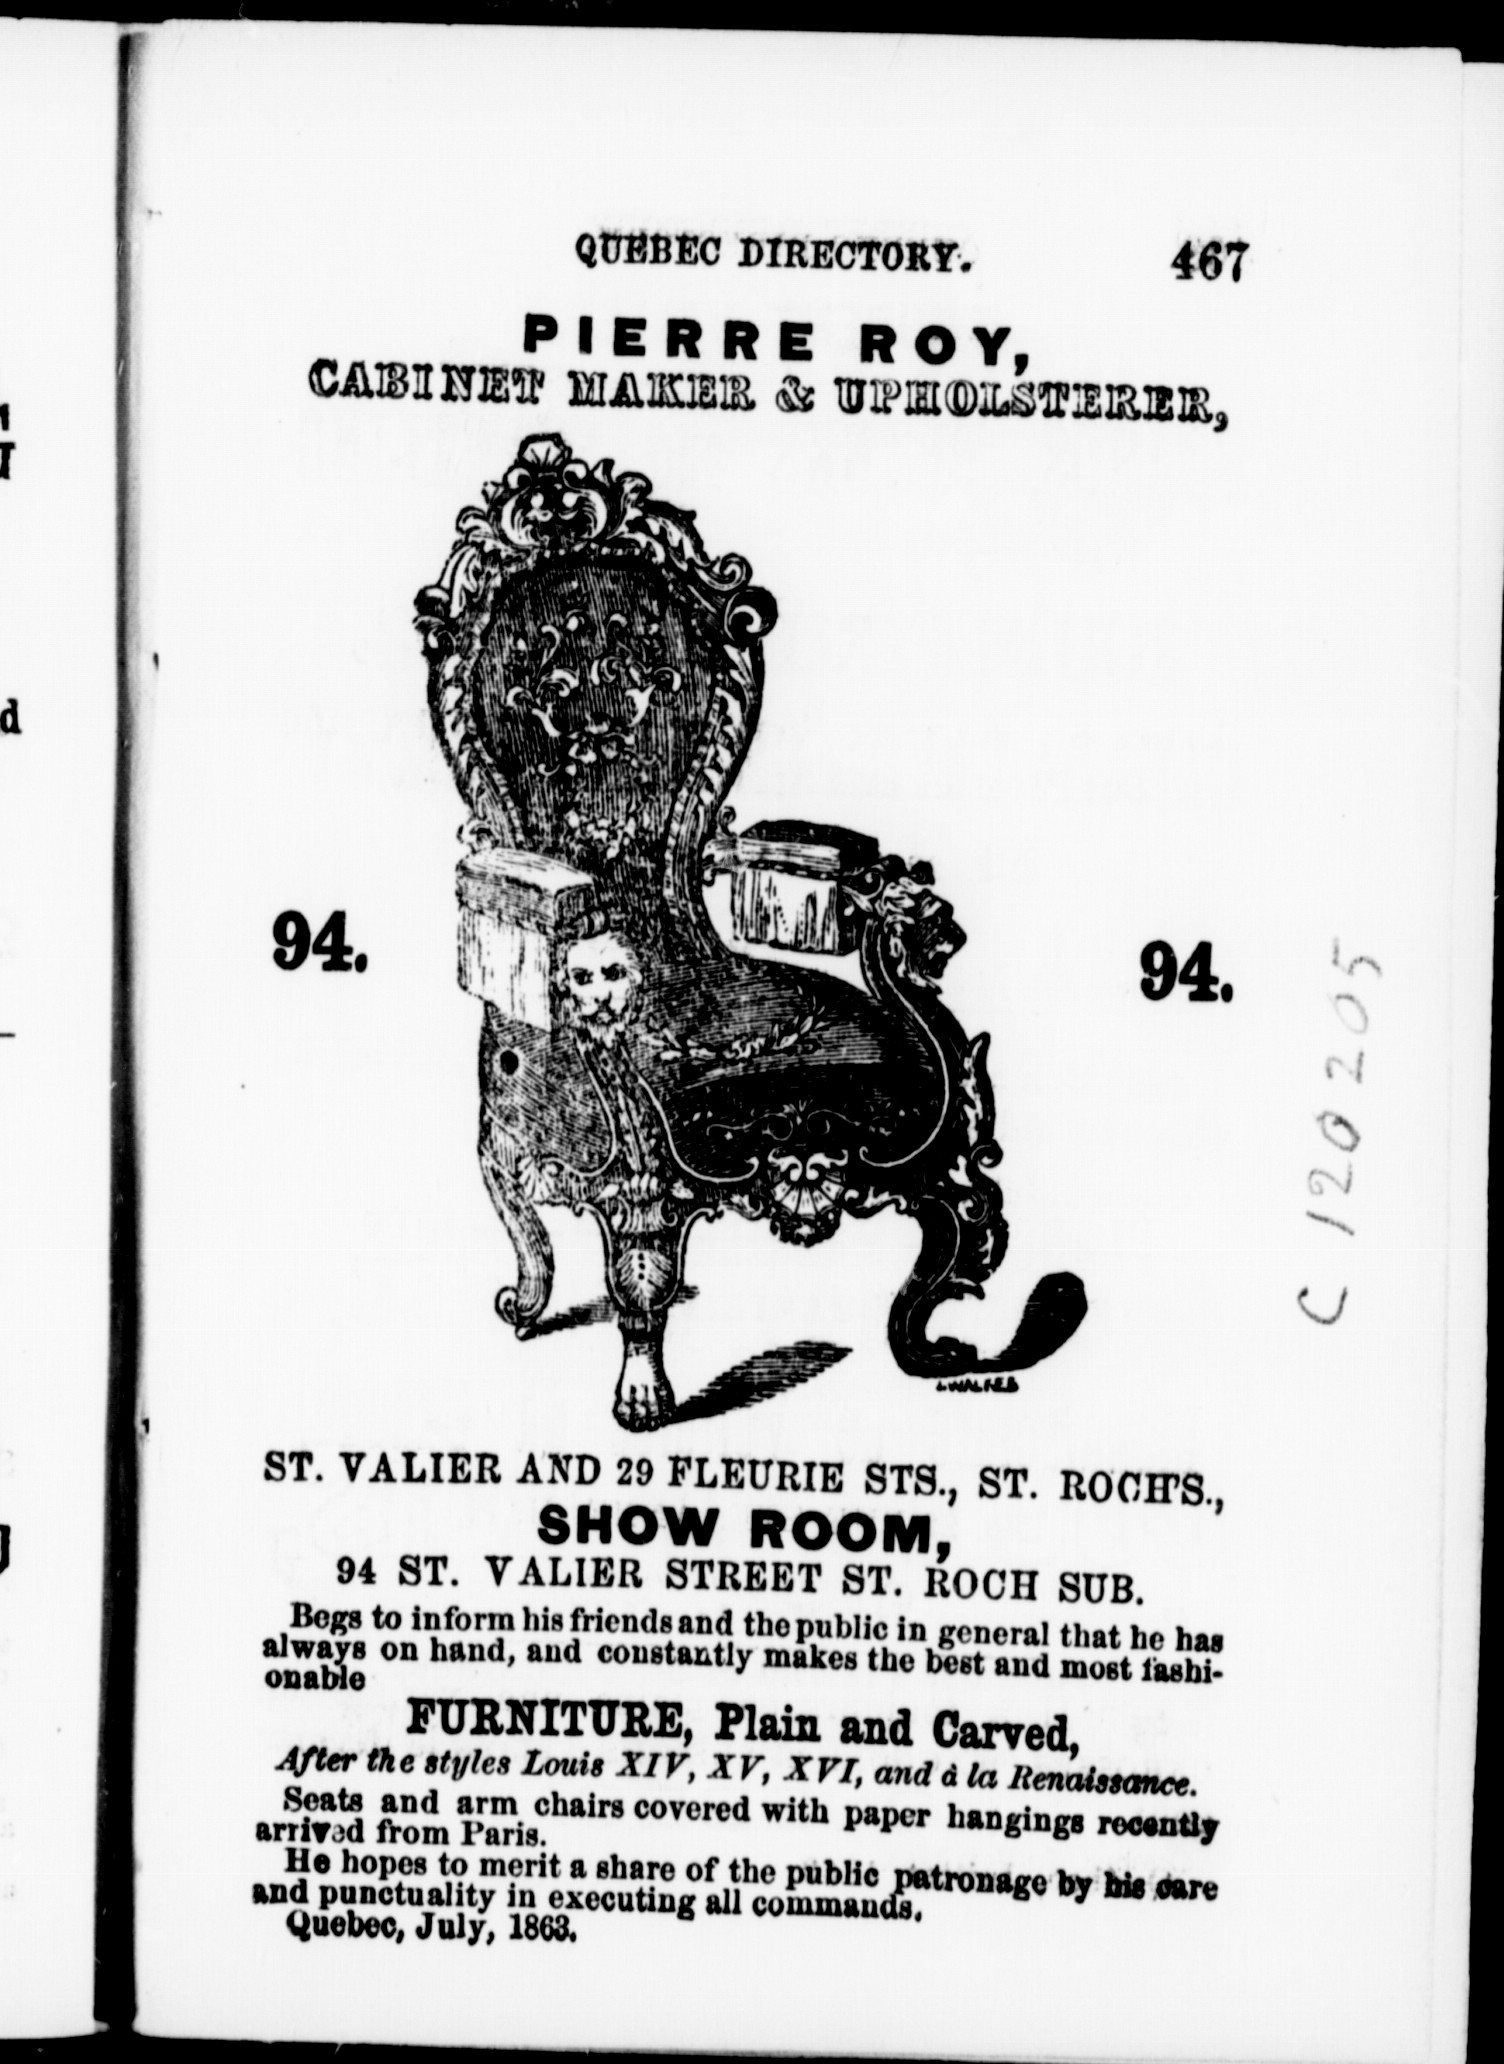 QUEBEC DIRECTORY. 467
PIERRE ROY,
CABINET MAKER & UPHOLSTERER,
94. 94.
C 120205
L WALKER
ST. VALIER AND 29 FLEURIE STS., ST. ROCH'S.,
SHOW ROOM,
94 ST. VALIER STREET ST. ROCH SUB.
Begs to inform his friends and the public in general that he has
always on hand, and constantly makes the best and most fashi-
onable
FURNITURE, Plain and Carved,
After the styles Louis XIV, XV, XVI, and à la Renaissance.
Seats and arm chairs covered with paper hangings recently
arrived from Paris.
He hopes to merit a share of the public patronage by his care
and punctuality in executing all commands.
Quebec, July, 1863.